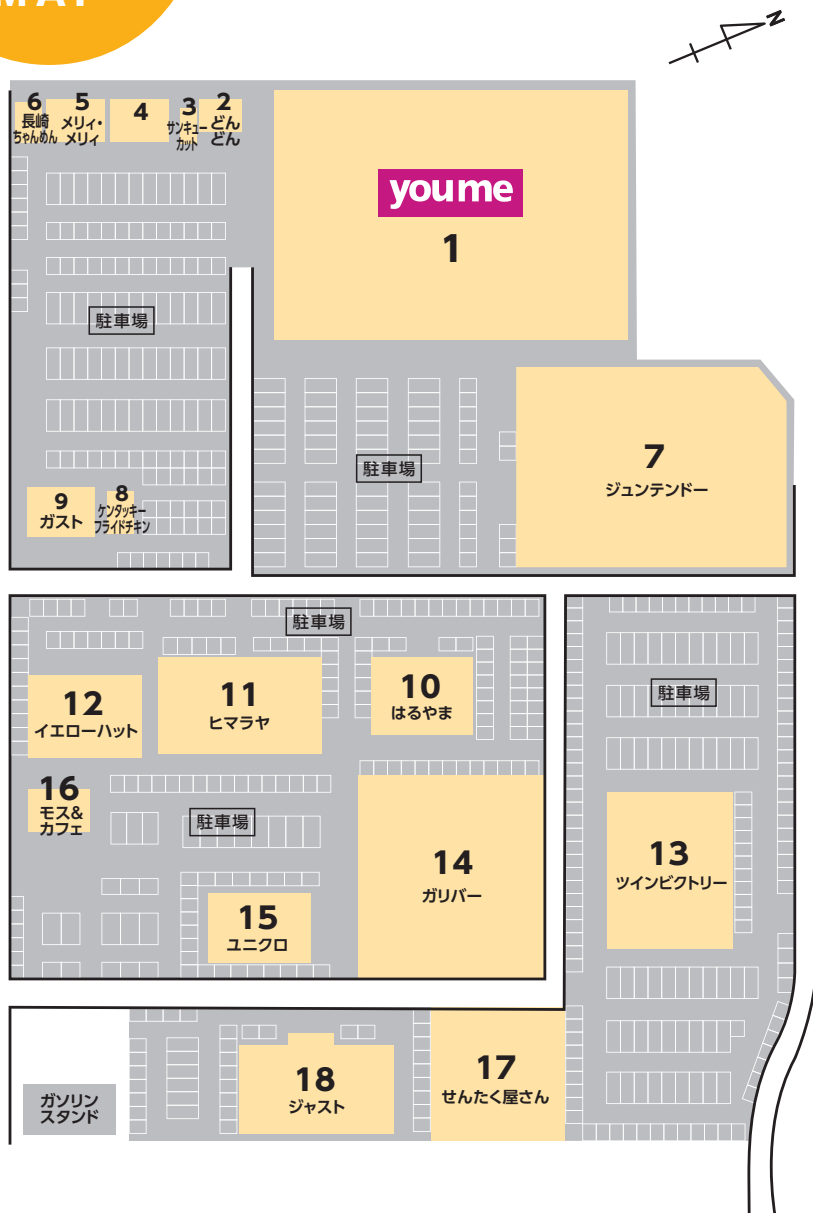 MAP
N
6
長崎
ちゃんめん
5
メリィ・
メリィ
4
3
サンキュー
カット
2
どん
どん
youme
1
駐車場
駐車場
7
ジュンテンドー
9
ガスト
8
ケンタッキー
フライドチキン
駐車場
12
イエローハット
11
ヒマラヤ
10
はるやま
駐車場
16
モス&
カフェ
駐車場
14
ガリバー
13
ツインビクトリー
15
ユニクロ
18
ジャスト
17
せんたく屋さん
ガソリン
スタンド